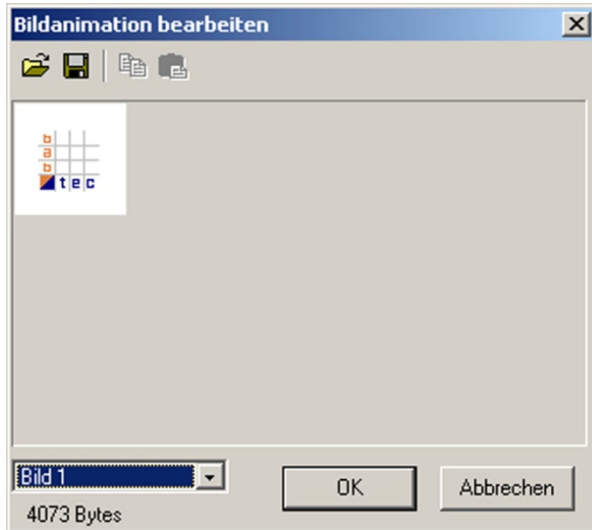 Bildanimation bearbeiten
b
a
b
tec
Bild 1
OK
Abbrechen
4073 Bytes